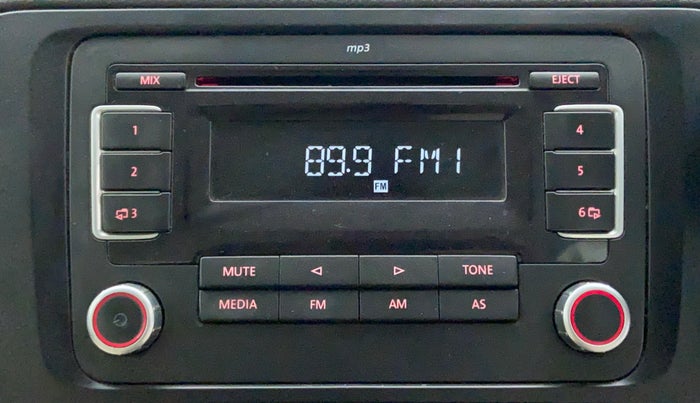 mp3
MIX EJECT
1 4
89.9 FM1
2 5
FM
3 6
MUTE TONE
MEDIA FM AM AS